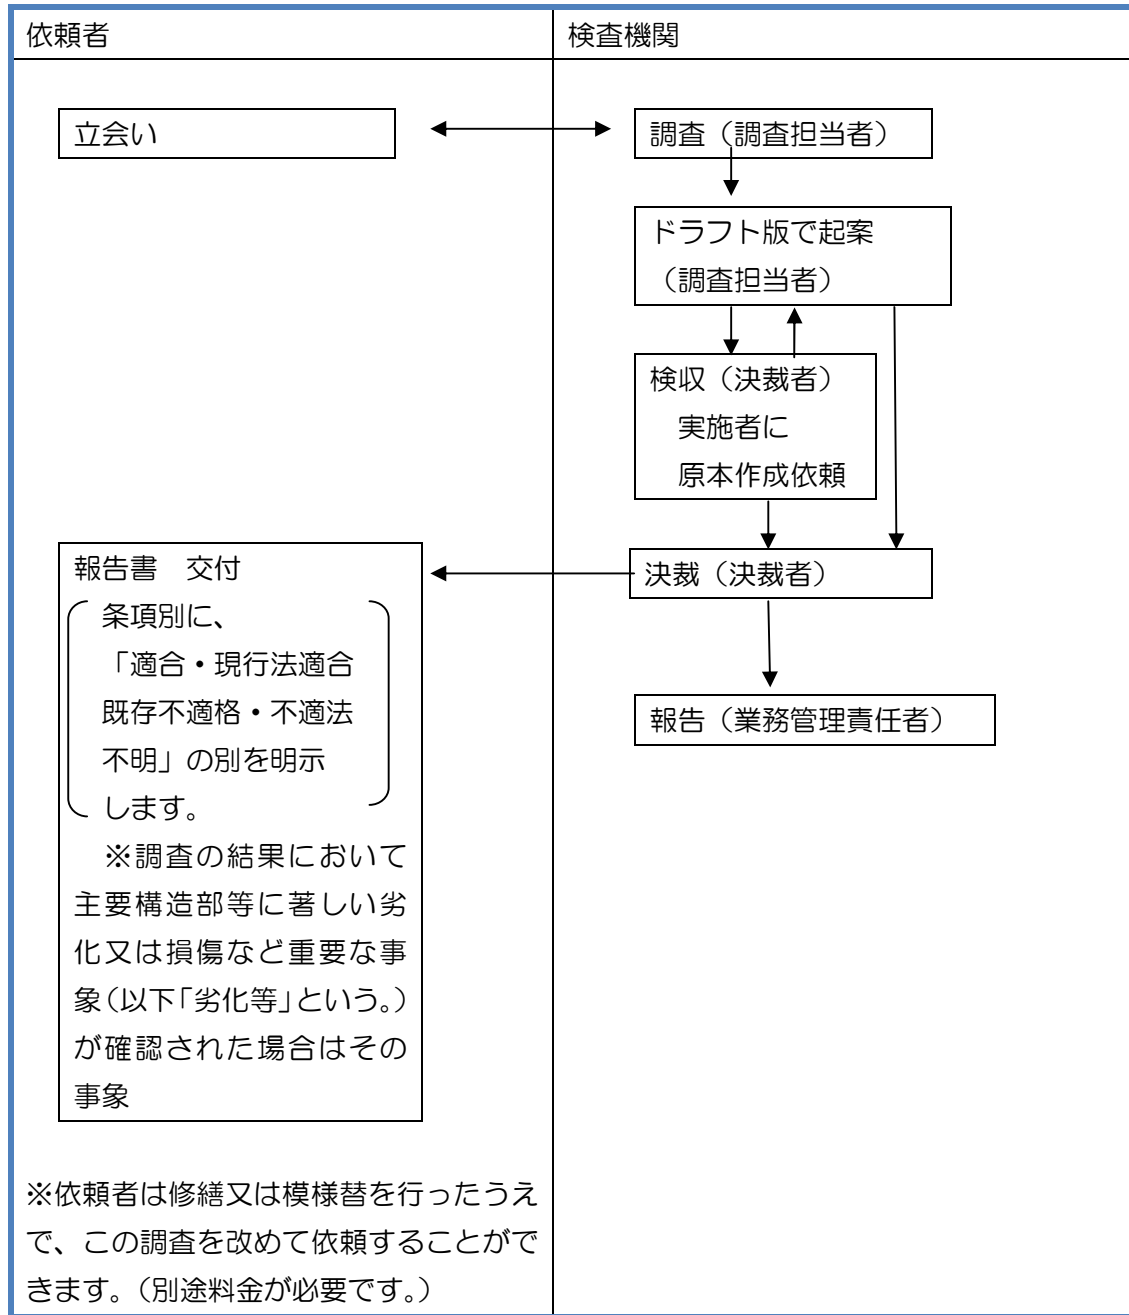 依頼者
検査機関
立会い
調査（調査担当者）
ドラフト版で起案
（調査担当者）
検収（決裁者）
実施者に
原本作成依頼
報告書　交付
条項別に、
「適合・現行法適合
既存不適格・不適法
不明」の別を明示
します。
※調査の結果において
主要構造部等に著しい劣
化又は損傷など重要な事
象（以下「劣化等」という。）
が確認された場合はその
事象
決裁（決裁者）
報告（業務管理責任者）
※依頼者は修繕又は模様替を行ったうえ
で、この調査を改めて依頼することがで
きます。（別途料金が必要です。）